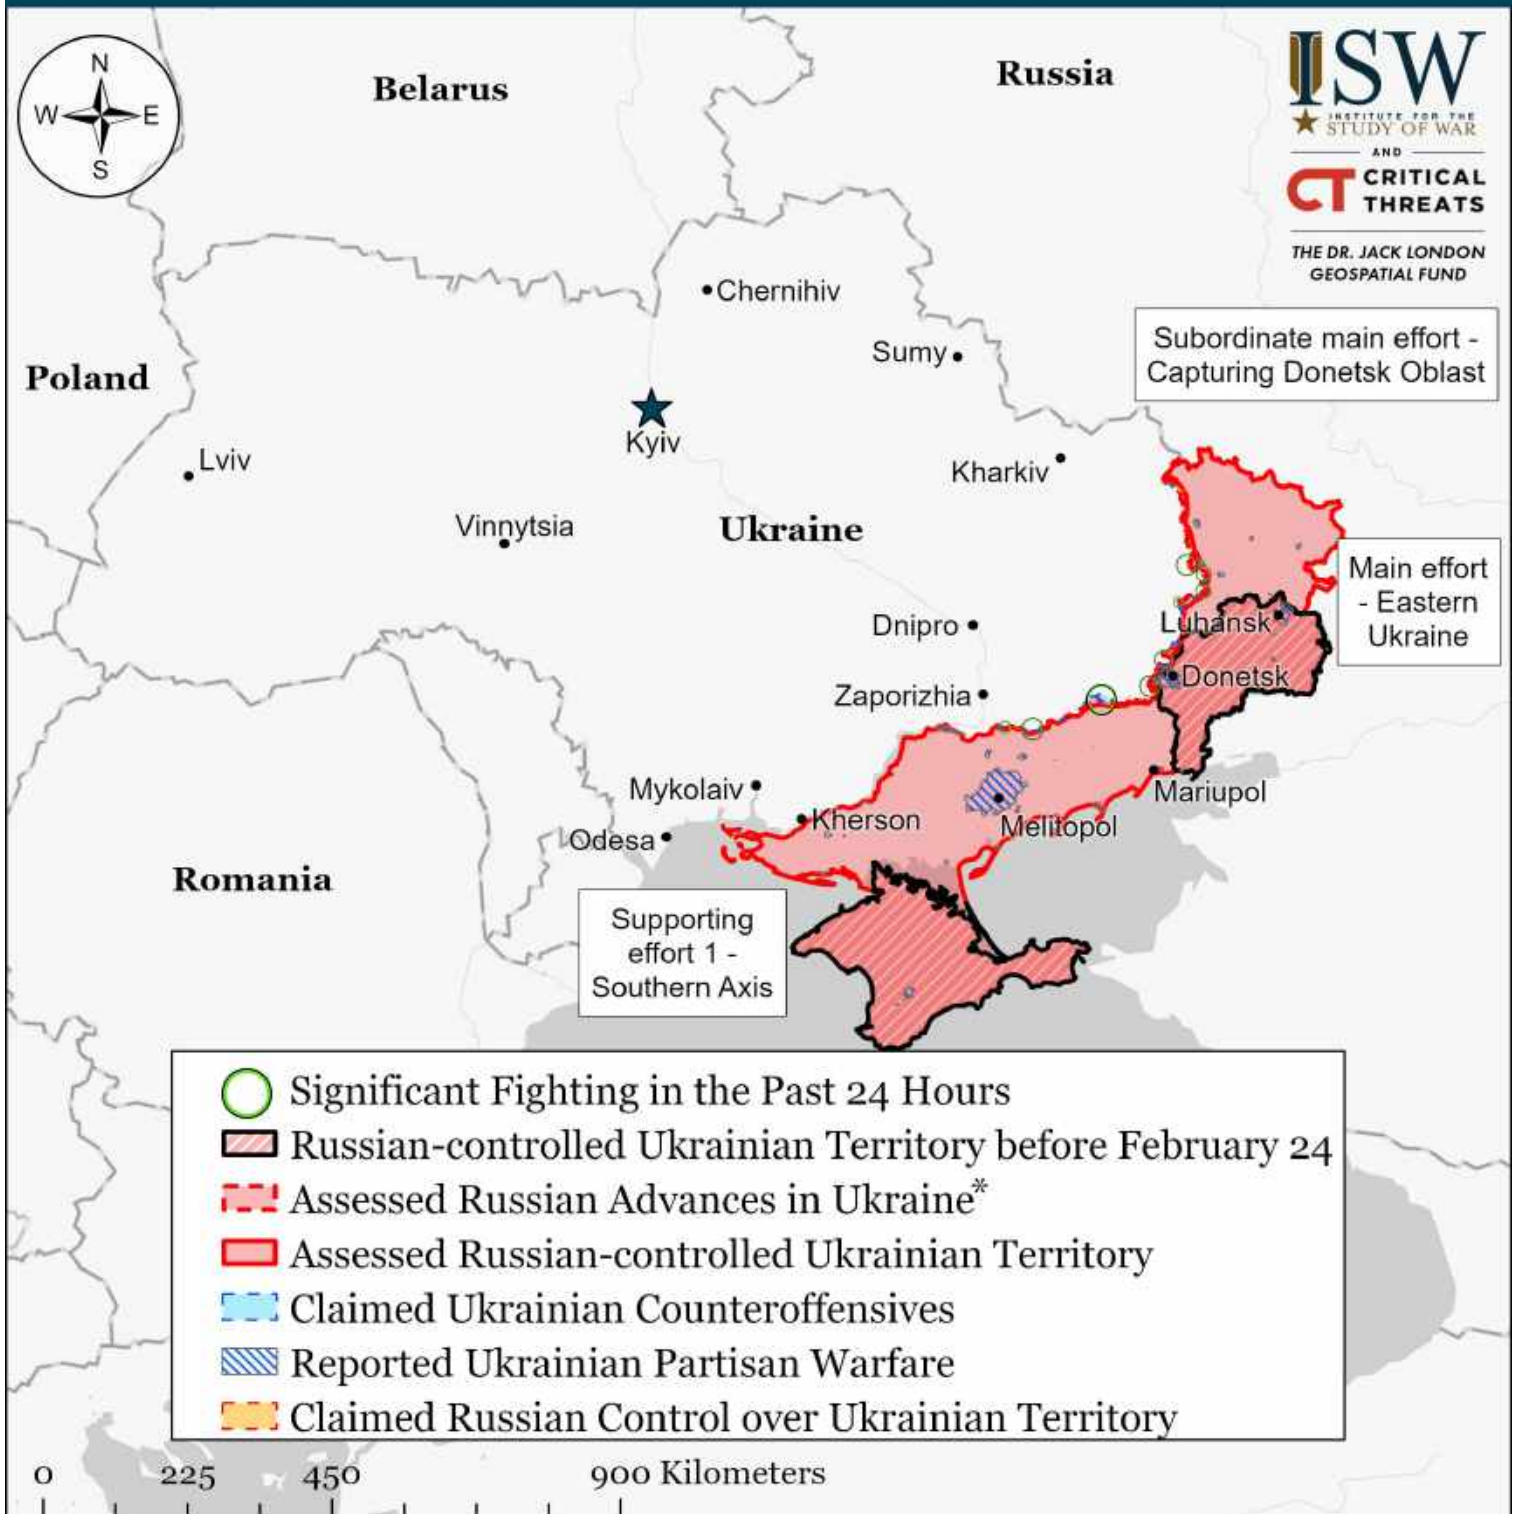 N
W
E
S
Belarus
Russia
ISW
INSTITUTE FOR THE
STUDY OF WAR
AND
CT CRITICAL
THREATS
THE DR. JACK LONDON
GEOSPATIAL FUND
Chernihiv
Subordinate main effort -
Capturing Donetsk Oblast
Sumy
Poland
Kyiv
Lviv
Kharkiv
Vinnytsia
Ukraine
Main effort
- Eastern
Ukraine
Dnipro
Luhansk
Donetsk
Zaporizhia
Mykolaiv
Mariupol
Kherson
Melitopol
Odesa
Romania
Supporting
effort 1 -
Southern Axis
Significant Fighting in the Past 24 Hours
Russian-controlled Ukrainian Territory before February 24
Assessed Russian Advances in Ukraine*
Assessed Russian-controlled Ukrainian Territory
Claimed Ukrainian Counteroffensives
Reported Ukrainian Partisan Warfare
Claimed Russian Control over Ukrainian Territory
0 225 450 900 Kilometers